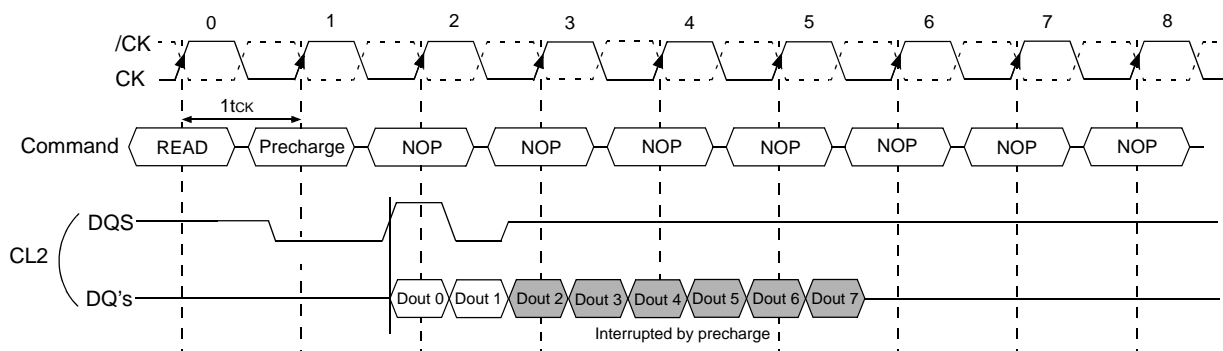 0 1 2 3 4 5 6 7 8
/CK
CK
1tCK
Command READ Precharge NOP NOP NOP NOP NOP NOP NOP
DQS
CL2
DQ's Dout 0 Dout 1 Dout 2 Dout 3 Dout 4 Dout 5 Dout 6 Dout 7
Interrupted by precharge